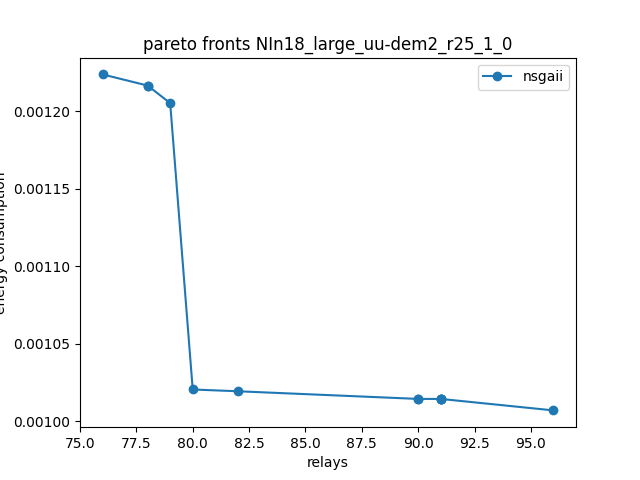 pareto fronts NIn18_large_uu-dem2_r25_1_0
nsgaii
0.00120
0.00115
0.00110
0.00105
0.00100
energy consumption
75.0 77.5 80.0 82.5 85.0 87.5 90.0 92.5 95.0
relays